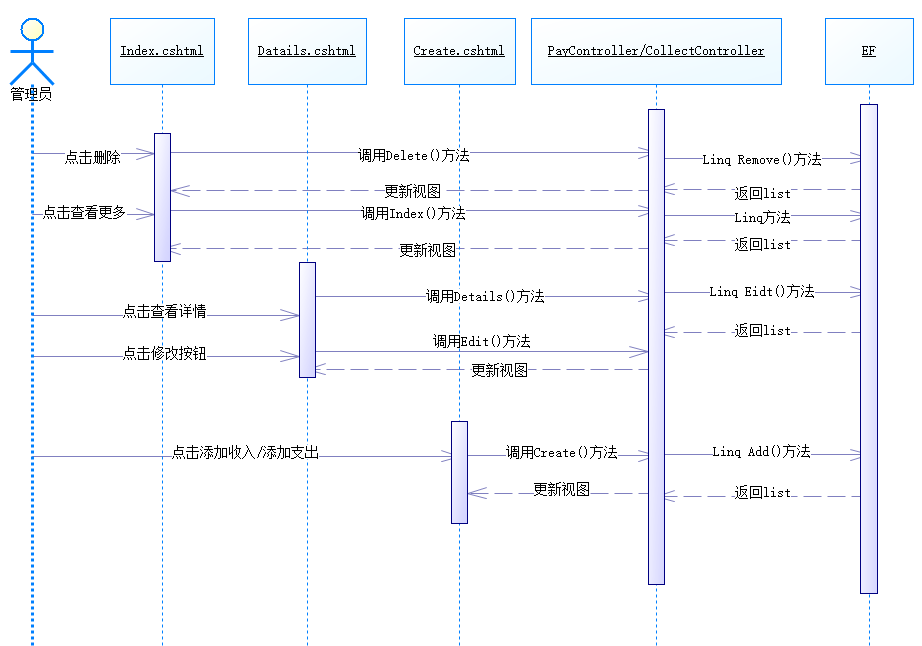 Index.cshtml
Datails.cshtml
Create.cshtml
PayController/CollectController
EF
管理员
点击删除
调用Delete()方法
Linq Remove()方法
更新视图
返回list
点击查看更多
调用Index()方法
Linq方法
更新视图
返回list
点击查看详情
调用Details()方法
Linq Eidt()方法
返回list
点击修改按钮
调用Edit()方法
更新视图
点击添加收入/添加支出
调用Create()方法
Linq Add()方法
更新视图
返回list